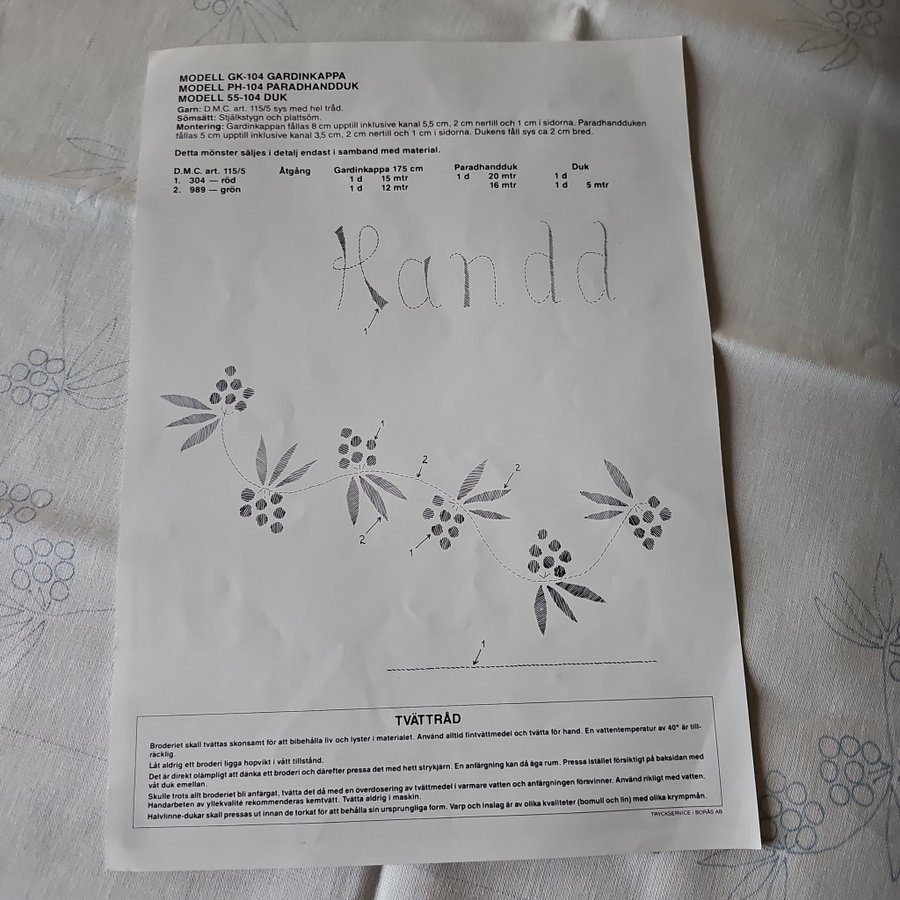 MODELL GK-104 GARDINKAPPA
MODELL PH-104 PARADHANDDUK
MODELL 55-104 DUK
Garn: D.M.C. art. 115/5 sys med hel tråd.
Sömsätt: Stjälkstygn och plattsöm.
Montering: Gardinkappan fållas 8 cm upptill inklusive kanal 5,5 cm, 2 cm nertill och 1 cm i sidorna. Paradhandduken
fållas 5 cm upptill inklusive kanal 3,5 cm, 2 cm nertill och 1 cm i sidorna. Dukens fåll sys ca 2 cm bred.
Detta mönster säljes i detalj endast i samband med material.
D.M.C. art. 115/5 Åtgång Gardinkappa 175 cm Paradhandduk Duk
1. 304 — röd 1 d 15 mtr 1 d 20 mtr 1 d
2. 989 — grön 1 d 12 mtr 16 mtr 1 d 5 mtr
Handd
1
1
2
2
2
1
1
TVÄTTRÅD
Broderiet skall tvättas skonsamt för att bibehålla liv och lyster i materialet. Använd alltid fintvättmedel och tvätta för hand. En vattentemperatur av 40° är till-
räcklig.
Låt aldrig ett broderi ligga hopvikt i vått tillstånd.
Det är direkt olämpligt att dänka ett broderi och därefter pressa det med hett strykjärn. En anfärgning kan då äga rum. Pressa istället försiktigt på baksidan med
våt duk emellan.
Skulle trots allt broderiet bli anfärgat, tvätta det då med en överdosering av tvättmedel i varmare vatten och anfärgningen försvinner. Använd rikligt med vatten.
Handarbeten av yllekvalité rekommenderas kemtvätt. Tvätta aldrig i maskin.
Halvlinne-dukar skall pressas ut innan de torkat för att behålla sin ursprungliga form. Varp och inslag är av olika kvaliteter (bomull och lin) med olika krympmån.
TRYCKSERVICE I BORÅS AB